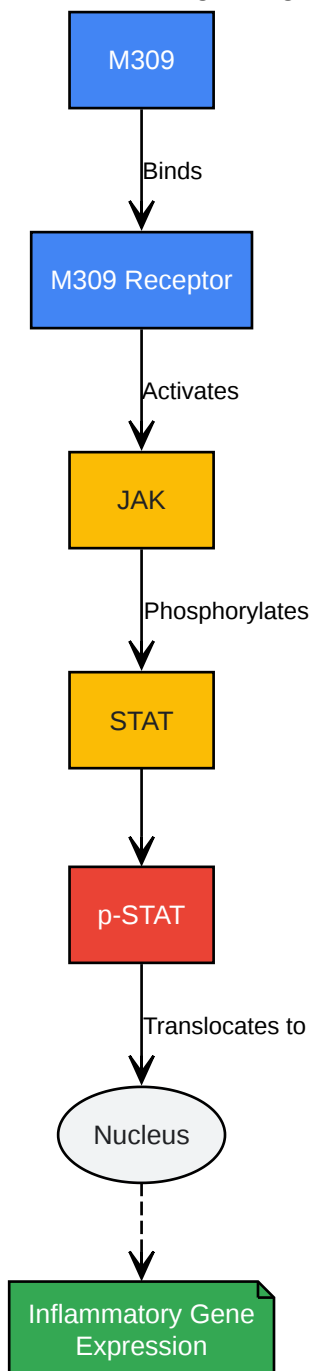 M309
Binds
M309 Receptor
Activates
JAK
Phosphorylates
STAT
p-STAT
Translocates to
Nucleus
Inflammatory Gene
Expression